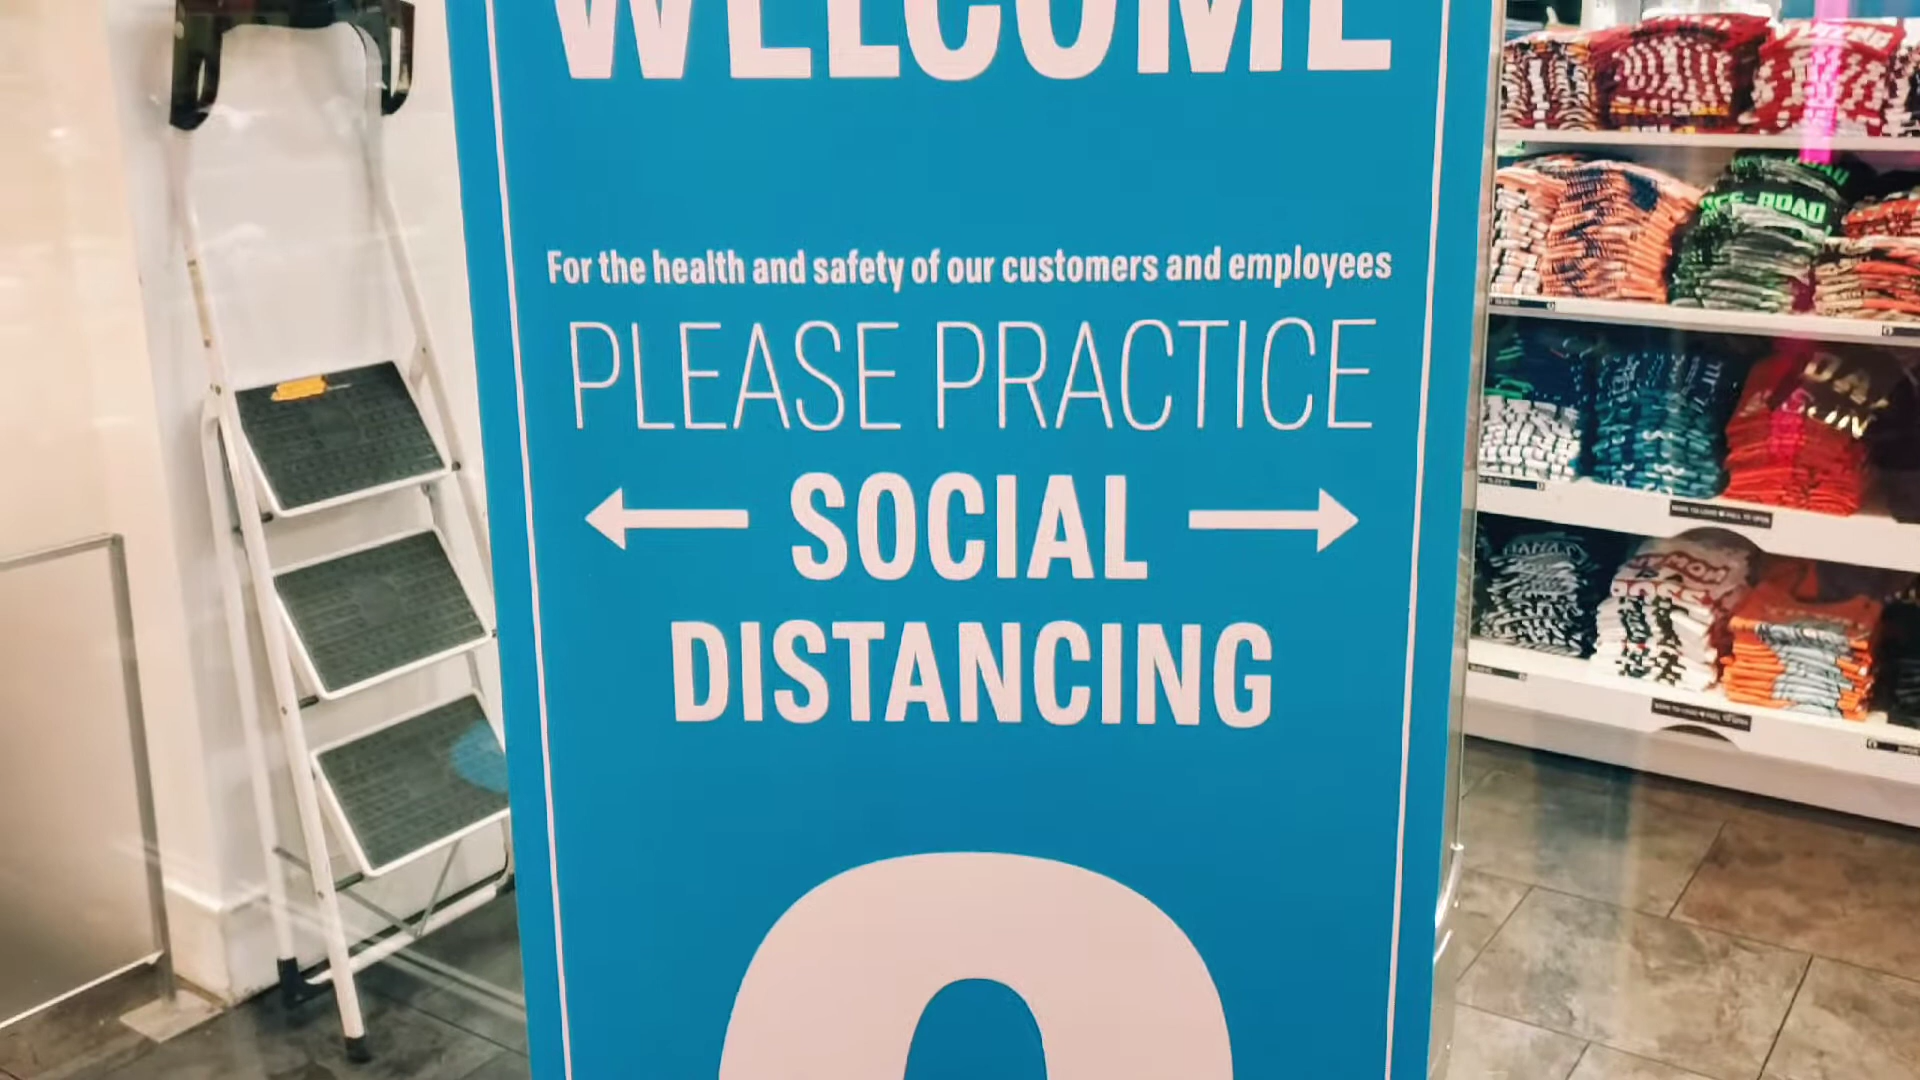 WELCOME
For the health and safety of our customers and employees
PLEASE PRACTICE
SOCIAL
DISTANCING